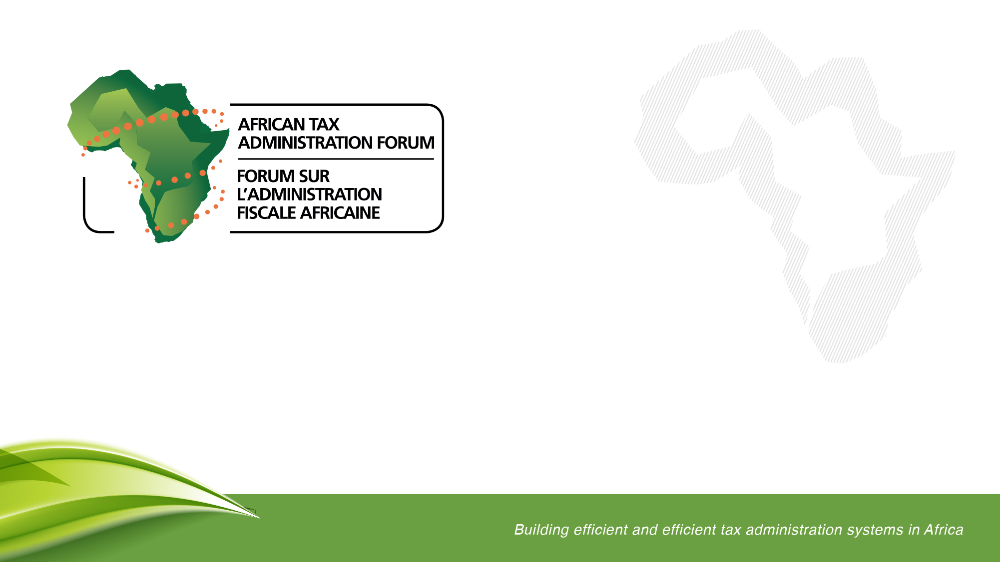 AFRICAN TAX
ADMINISTRATION FORUM
FORUM SUR
L’ADMINISTRATION
FISCALE AFRICAINE
Building efficient and efficient tax administration systems in Africa